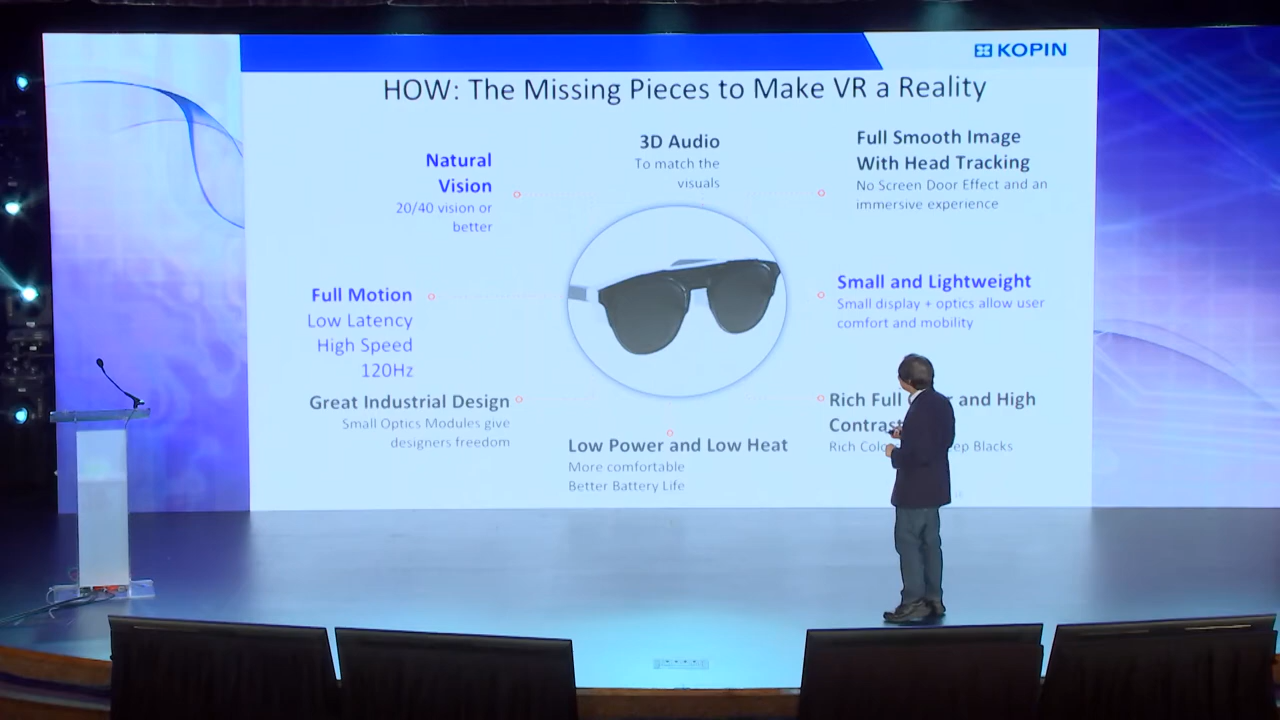 KOPIN
HOW: The Missing Pieces to Make VR a Reality
Natural
Vision
20/40 vision or
better
3D Audio
To match the
visuals
Full Smooth Image
With Head Tracking
No Screen Door Effect and an
immersive experience
Full Motion
Low Latency
High Speed
120Hz
Small and Lightweight
Small display + optics allow user
comfort and mobility
Great Industrial Design
Small Optics Modules give
designers freedom
Low Power and Low Heat
More comfortable
Better Battery Life
Rich Full and High
Contrast
Rich Blacks